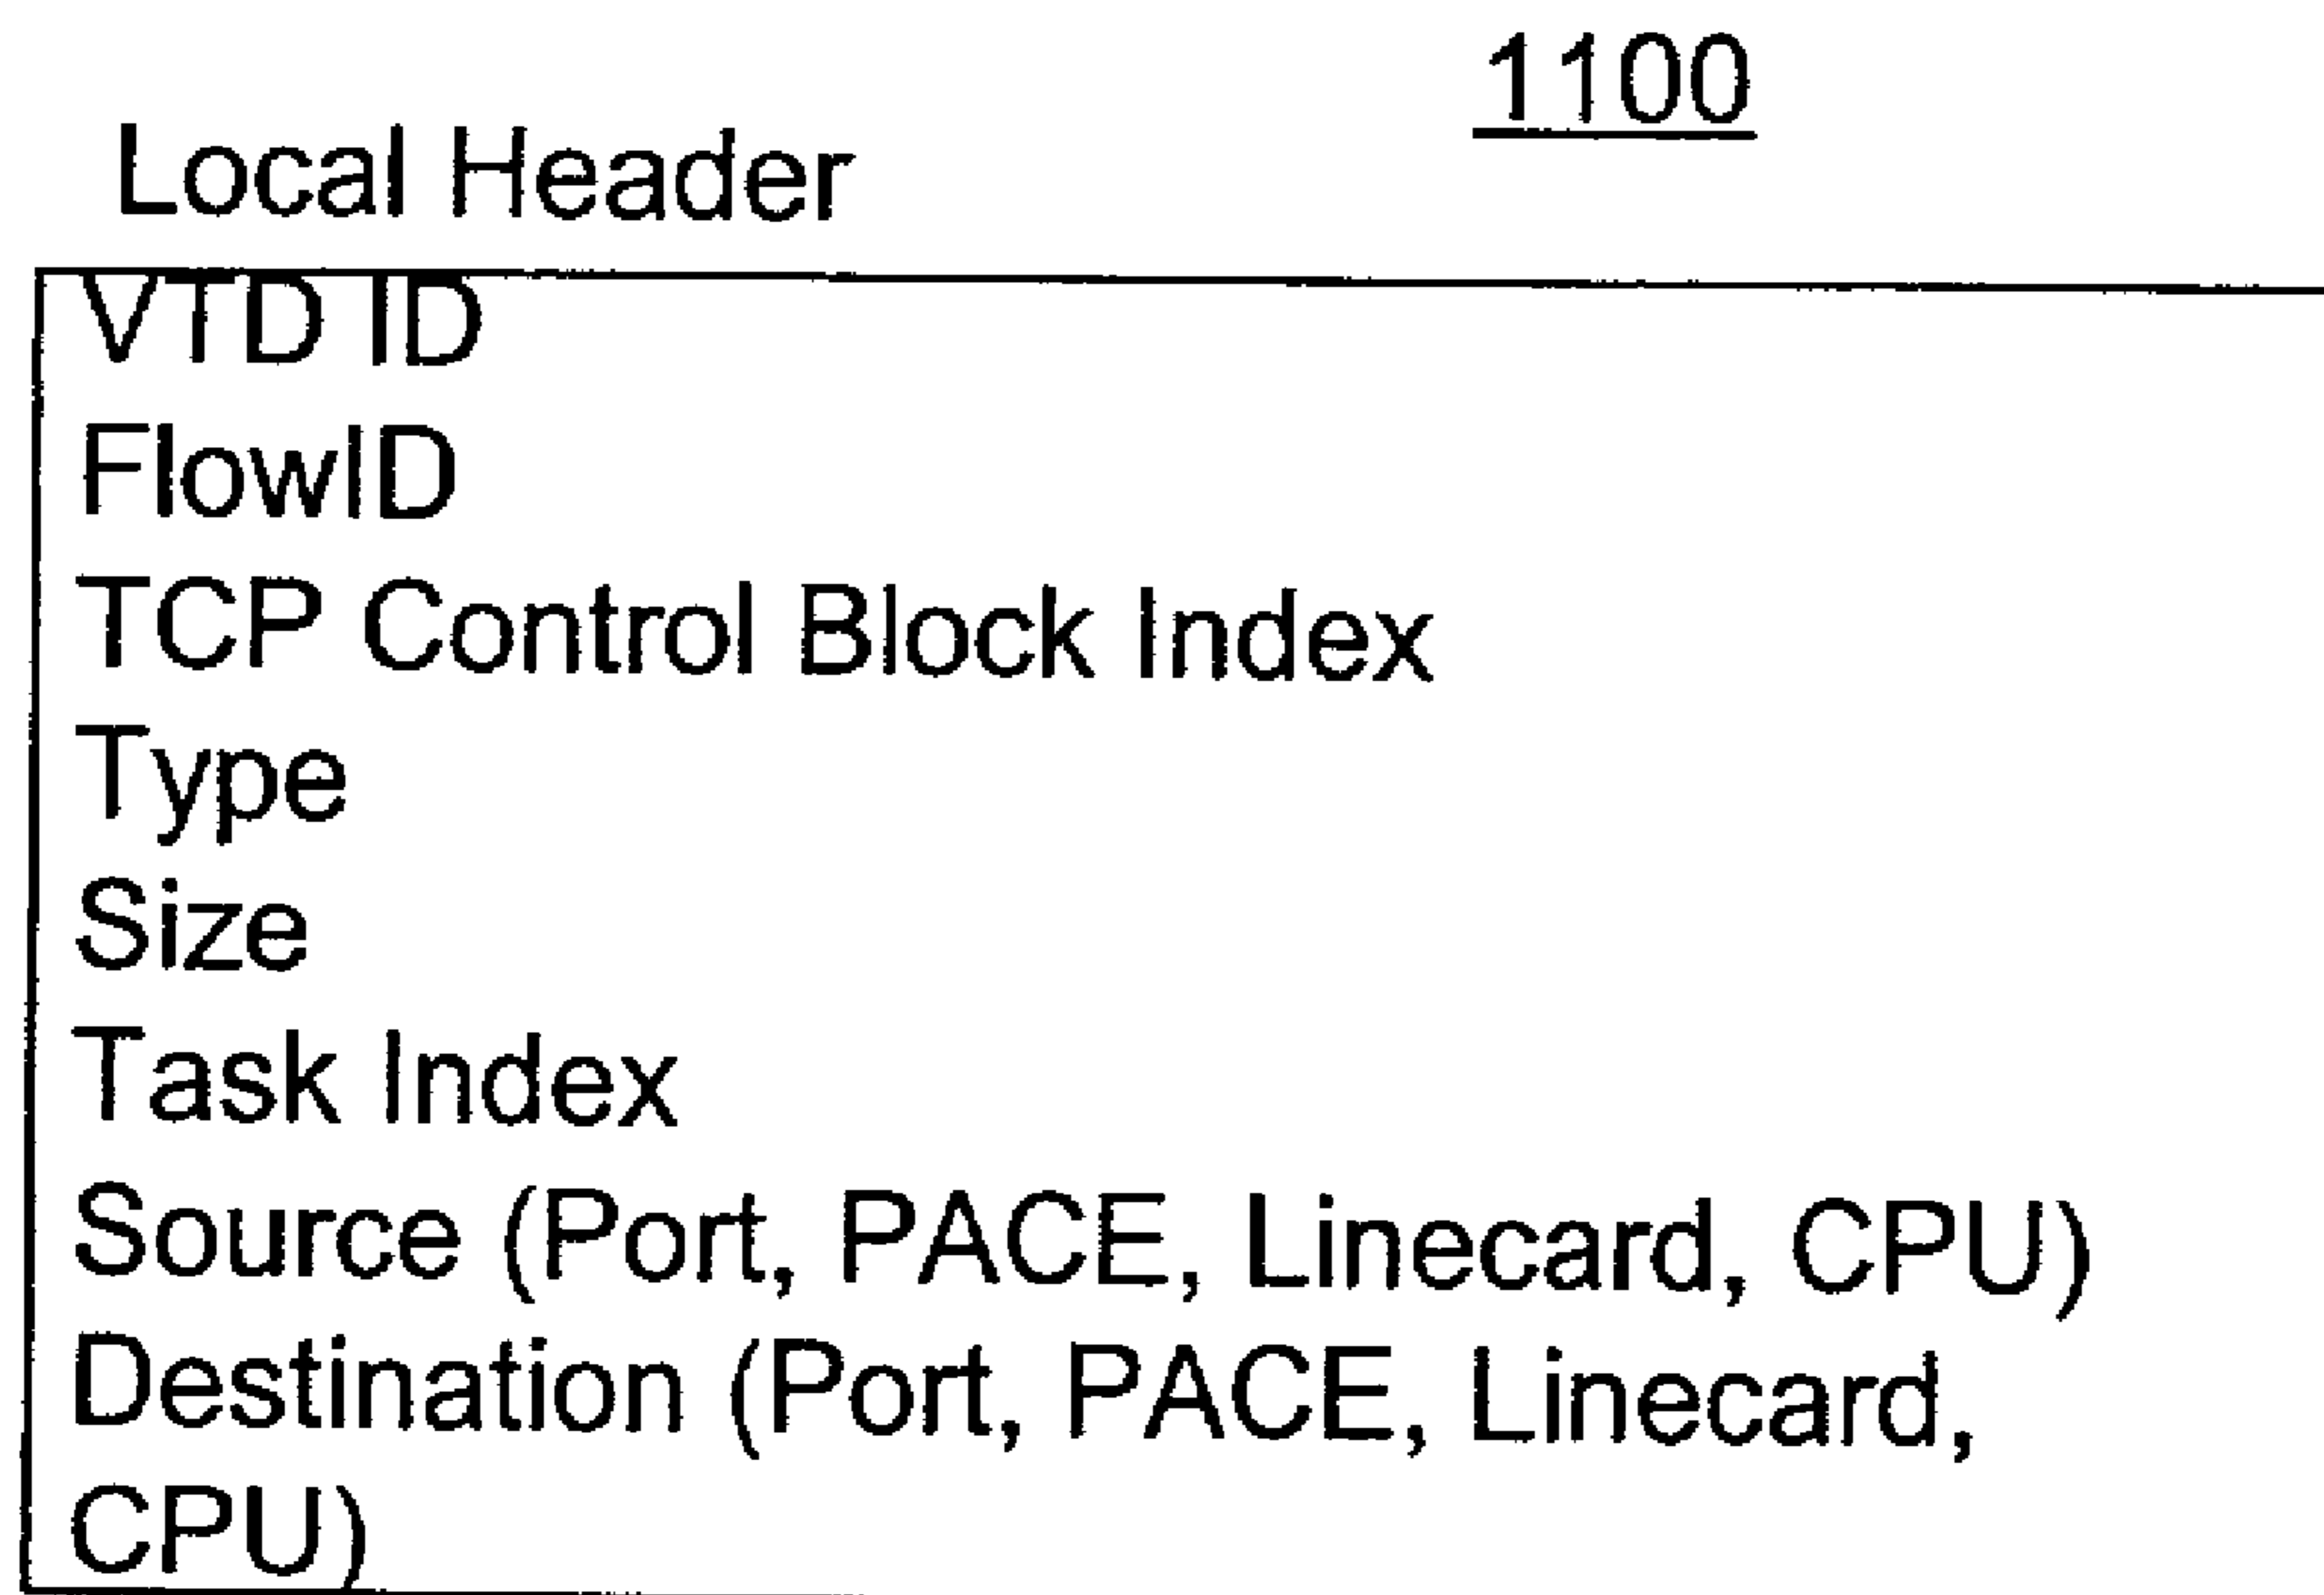 1100
Local Header
VTD ID
FlowID
TCP Control Block Index
Type
Size
Task Index
Source (Port, PACE, Linecard, CPU)
Destination (Port, PACE, Linecard,
CPU)